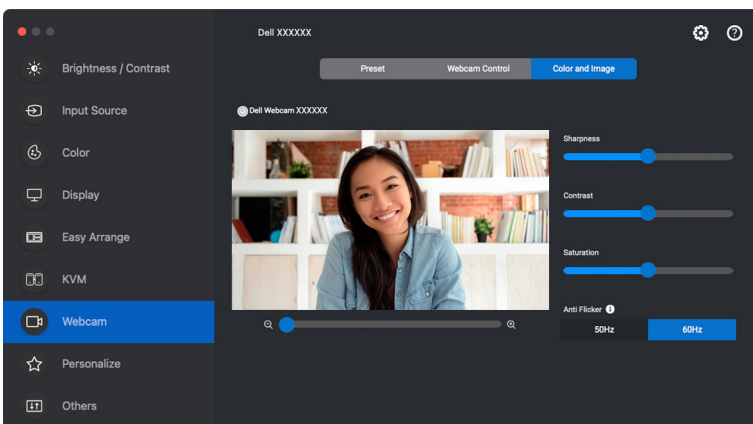 Dell XXXXXX
Brightness / Contrast
Input Source
Color
Display
Easy Arrange
KVM
Webcam
Personalize
Others
Preset
Webcam Control
Color and Image
Dell Webcam XXXXXX
Sharpness
Contrast
Saturation
Anti Flicker
50Hz
60Hz